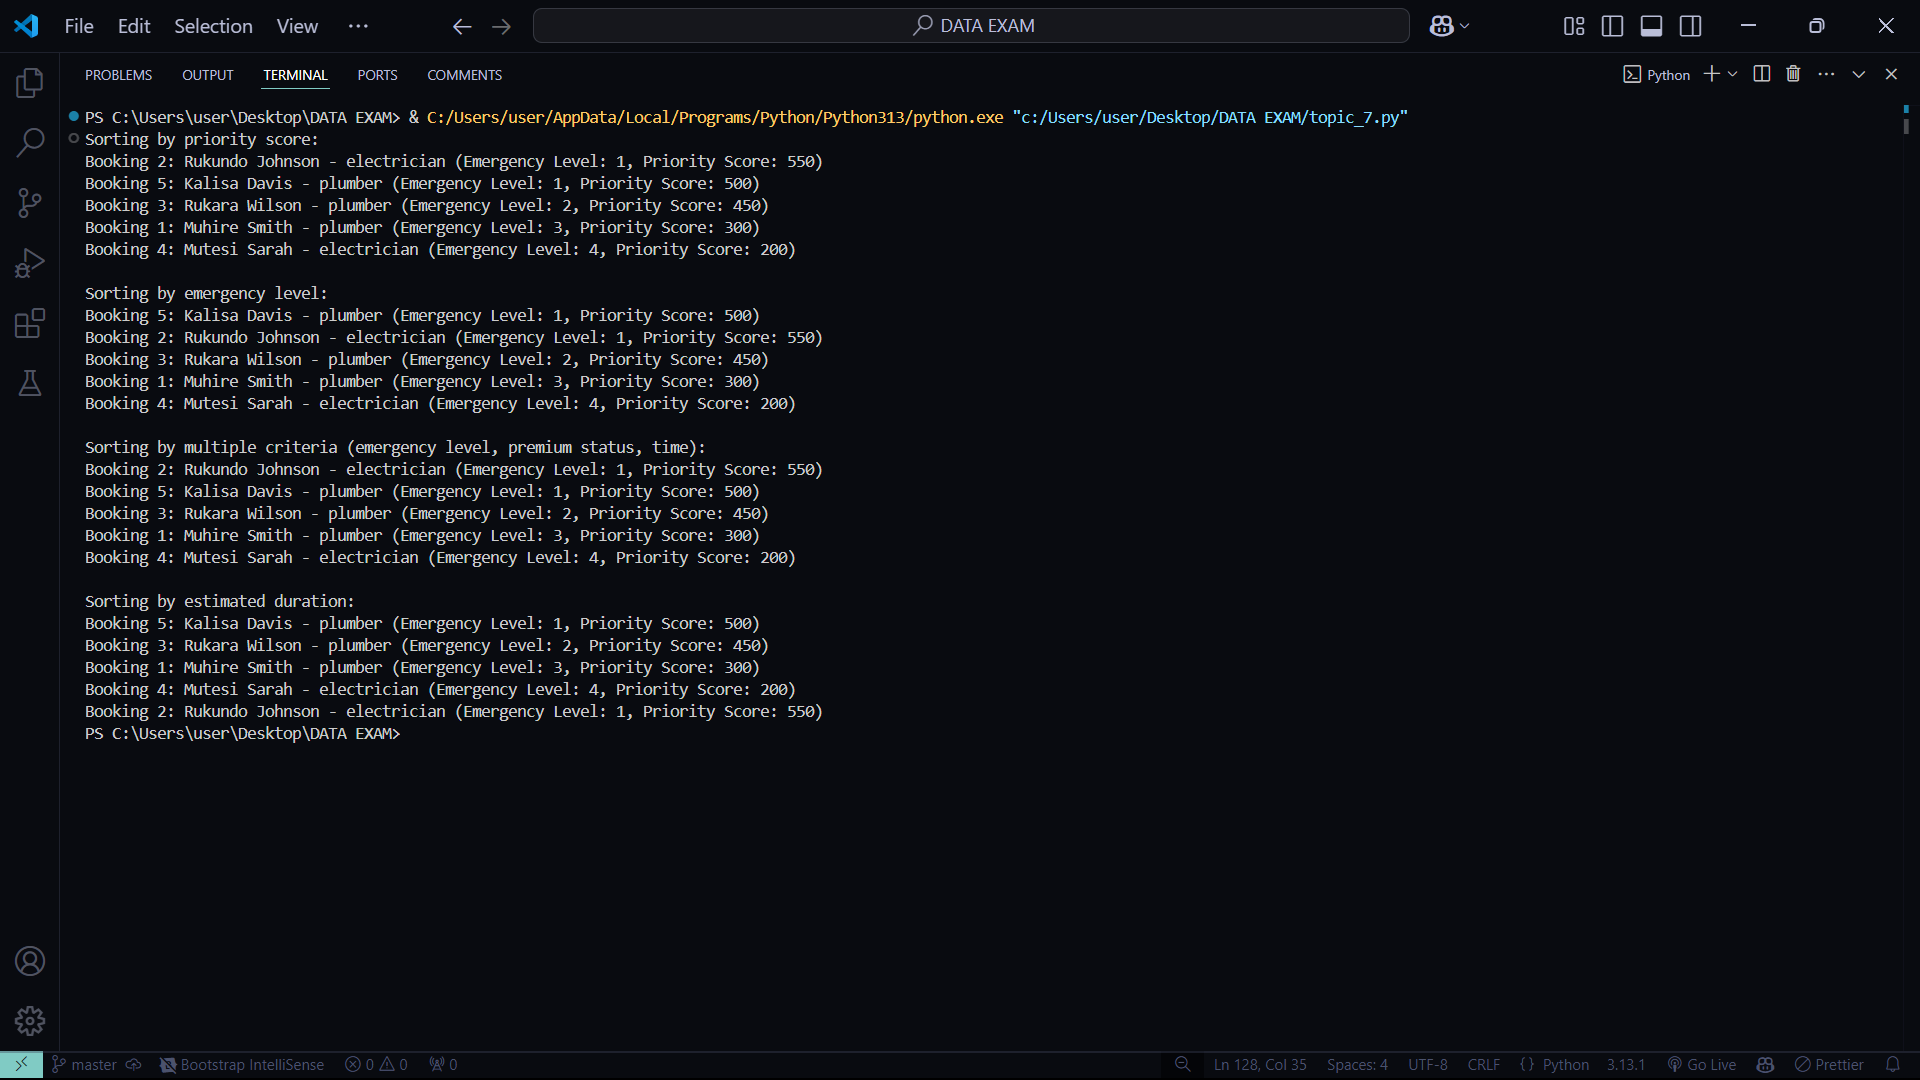 File Edit Selection View ···
DATA EXAM
PROBLEMS OUTPUT TERMINAL PORTS COMMENTS
Python
PS C:\Users\user\Desktop\DATA EXAM> & C:/Users/user/AppData/Local/Programs/Python/Python313/python.exe "c:/Users/user/Desktop/DATA EXAM/topic_7.py"
Sorting by priority score:
Booking 2: Rukundo Johnson - electrician (Emergency Level: 1, Priority Score: 550)
Booking 5: Kalisa Davis - plumber (Emergency Level: 1, Priority Score: 500)
Booking 3: Rukara Wilson - plumber (Emergency Level: 2, Priority Score: 450)
Booking 1: Muhire Smith - plumber (Emergency Level: 3, Priority Score: 300)
Booking 4: Mutesi Sarah - electrician (Emergency Level: 4, Priority Score: 200)
Sorting by emergency level:
Booking 5: Kalisa Davis - plumber (Emergency Level: 1, Priority Score: 500)
Booking 2: Rukundo Johnson - electrician (Emergency Level: 1, Priority Score: 550)
Booking 3: Rukara Wilson - plumber (Emergency Level: 2, Priority Score: 450)
Booking 1: Muhire Smith - plumber (Emergency Level: 3, Priority Score: 300)
Booking 4: Mutesi Sarah - electrician (Emergency Level: 4, Priority Score: 200)
Sorting by multiple criteria (emergency level, premium status, time):
Booking 2: Rukundo Johnson - electrician (Emergency Level: 1, Priority Score: 550)
Booking 5: Kalisa Davis - plumber (Emergency Level: 1, Priority Score: 500)
Booking 3: Rukara Wilson - plumber (Emergency Level: 2, Priority Score: 450)
Booking 1: Muhire Smith - plumber (Emergency Level: 3, Priority Score: 300)
Booking 4: Mutesi Sarah - electrician (Emergency Level: 4, Priority Score: 200)
Sorting by estimated duration:
Booking 5: Kalisa Davis - plumber (Emergency Level: 1, Priority Score: 500)
Booking 3: Rukara Wilson - plumber (Emergency Level: 2, Priority Score: 450)
Booking 1: Muhire Smith - plumber (Emergency Level: 3, Priority Score: 300)
Booking 4: Mutesi Sarah - electrician (Emergency Level: 4, Priority Score: 200)
Booking 2: Rukundo Johnson - electrician (Emergency Level: 1, Priority Score: 550)
PS C:\Users\user\Desktop\DATA EXAM>
master Bootstrap IntelliSense 0 0 0 Ln 128, Col 35 Spaces: 4 UTF-8 CRLF {} Python 3.13.1 Go Live Prettier